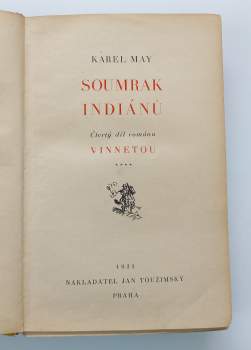 KAREL MAY
SOUMRAK
INDIÁNŮ
Čtvrtý díl románu
VINNETOU
****
NAKLADATEL JAN TOUŽIMSKÝ
PRAHA